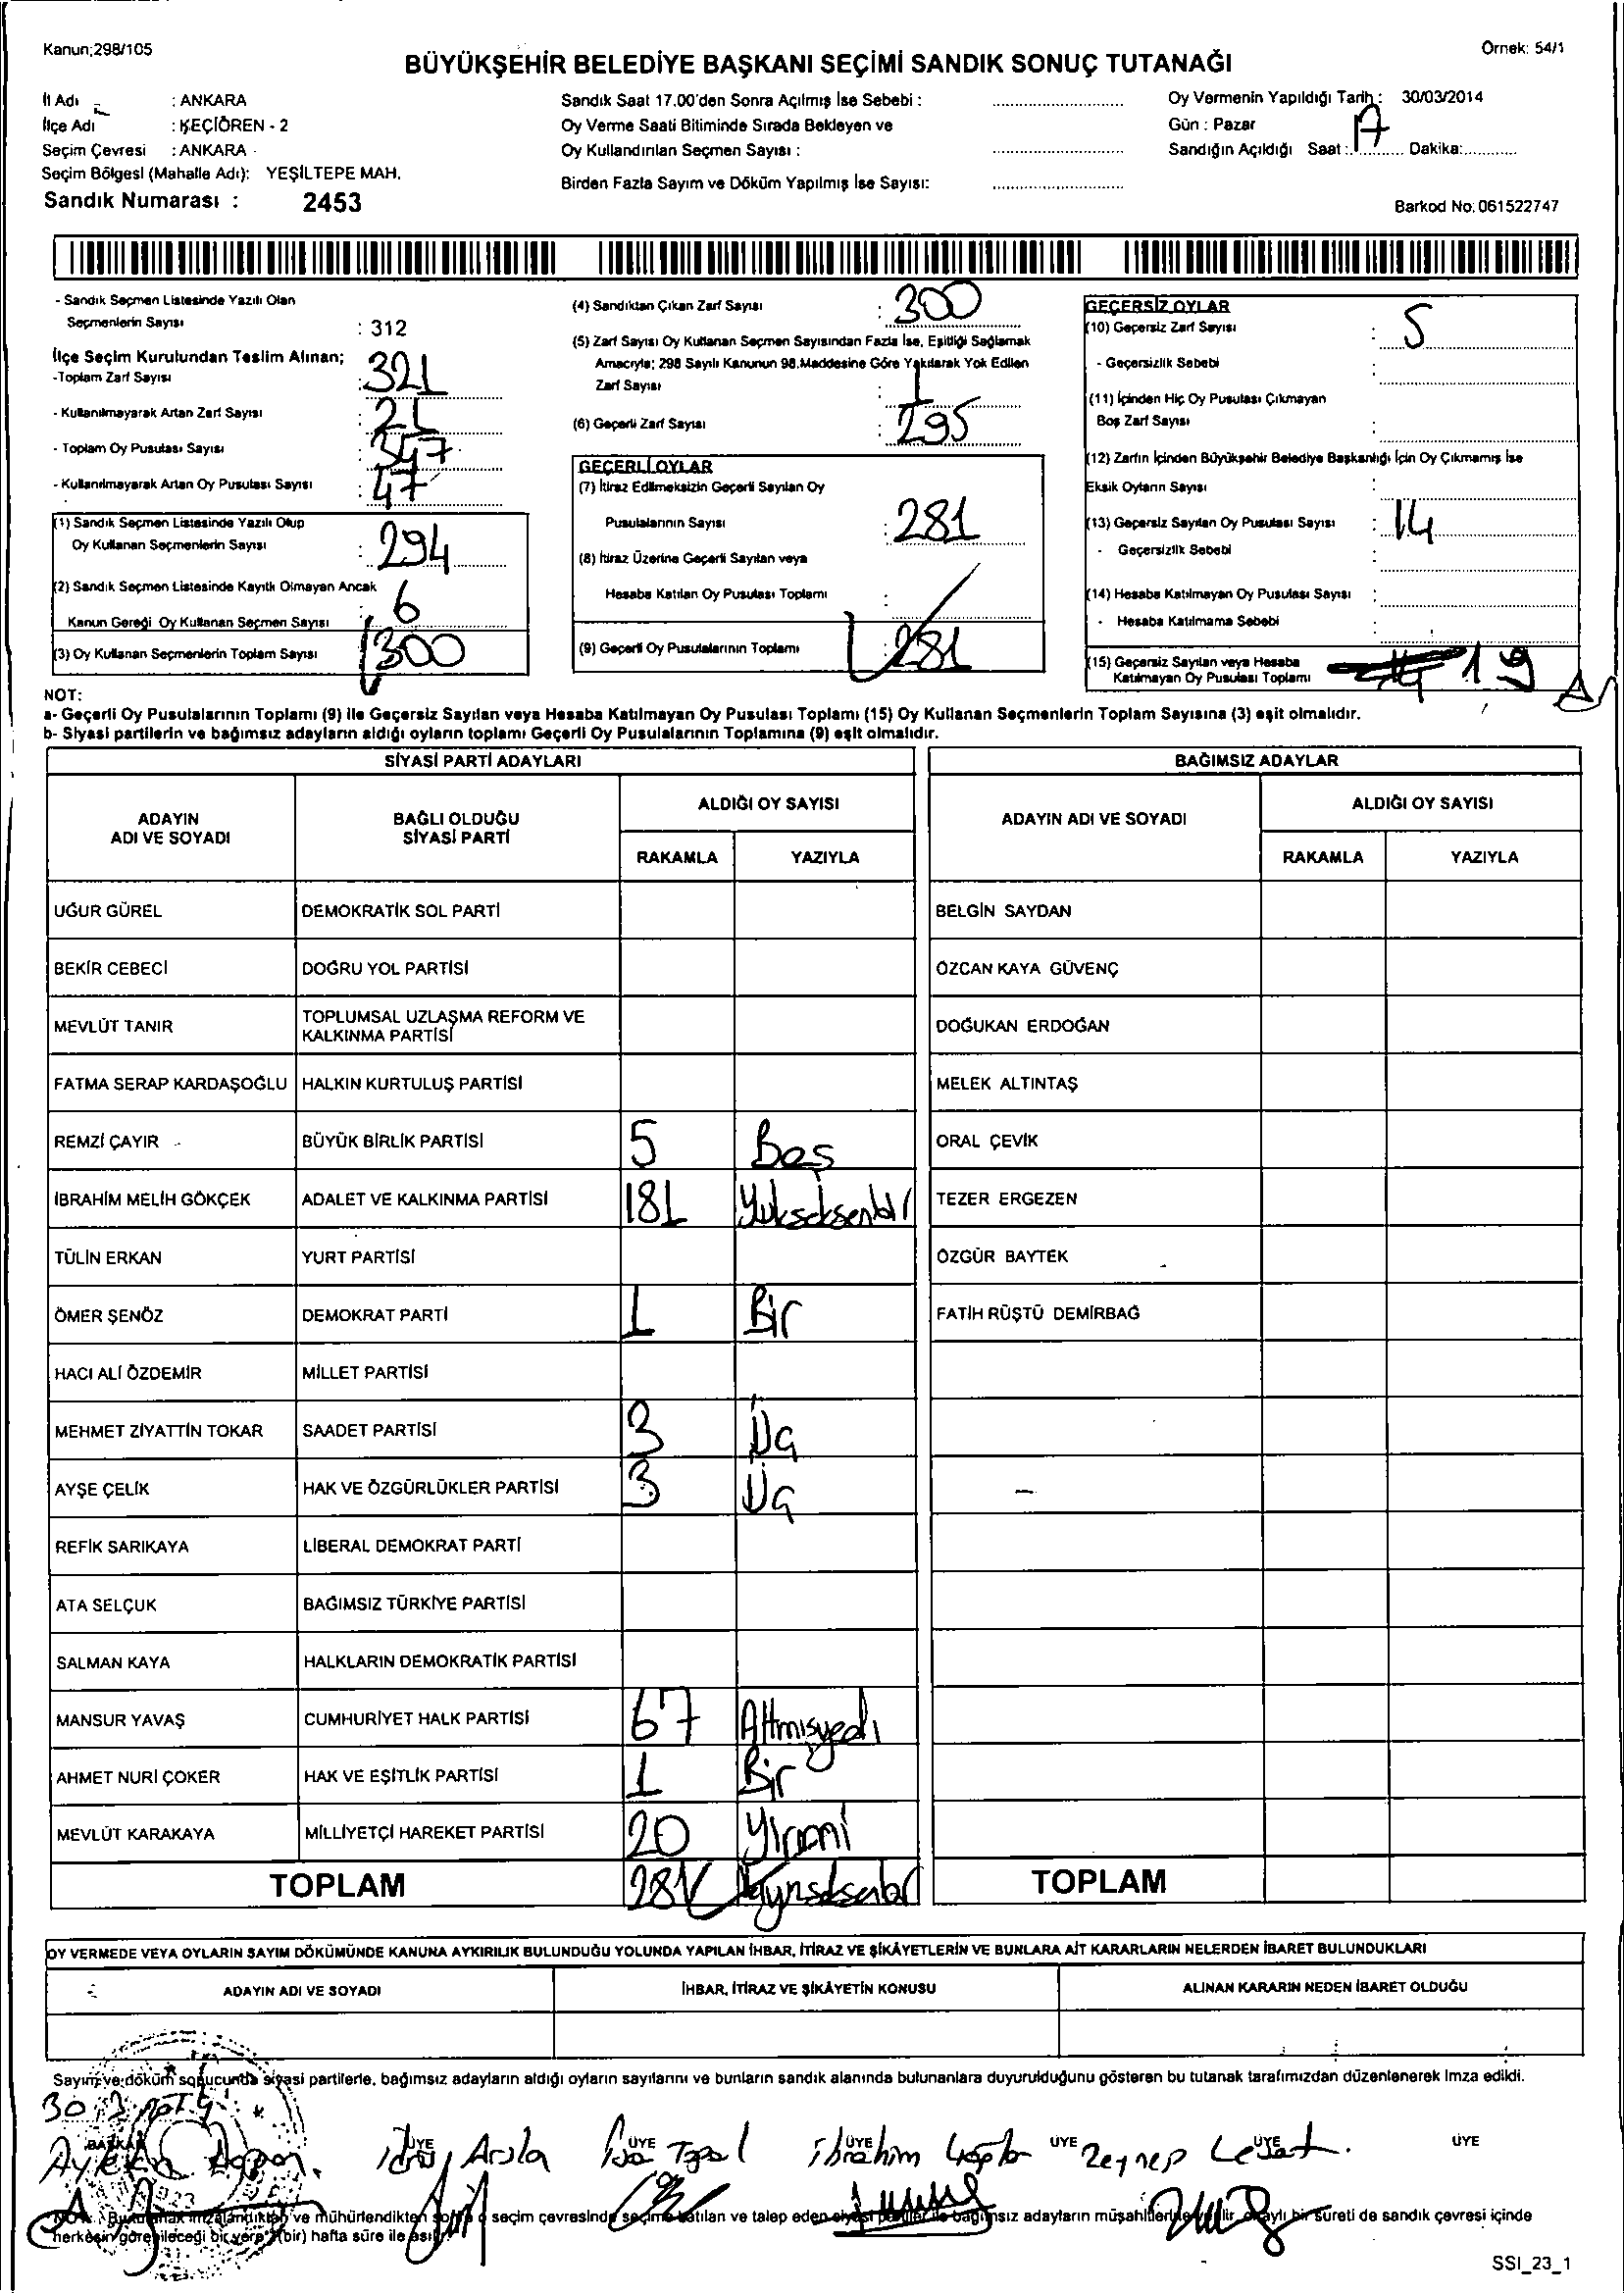 Kanun;298/105
BÜYÜKŞEHİR BELEDİYE BAŞKANI SEÇİMİ SANDIK SONUÇ TUTANAĞI
Örnek: 54/1
İl Adı : ANKARA
İlçe Adı : KEÇİÖREN - 2
Seçim Çevresi : ANKARA
Seçim Bölgesi (Mahalle Adı): YEŞİLTEPE MAH.
Sandık Numarası : 2453
Sandık Saat 17.00'den Sonra Açılmış İse Sebebi :
Oy Verme Saati Bitiminde Sırada Bekleyen ve
Oy Kullandırılan Seçmen Sayısı :
Birden Fazla Sayım ve Döküm Yapılmış İse Sayısı:
Oy Vermenin Yapıldığı Tarih : 30/03/2014
Gün : Pazar
Sandığın Açıldığı Saat : 17 Dakika:
Barkod No: 061522747
- Sandık Seçmen Listesinde Yazılı Olan
Seçmenlerin Sayısı : 312
İlçe Seçim Kurulundan Teslim Alınan;
-Toplam Zarf Sayısı : 321
- Kullanılmayarak Artan Zarf Sayısı : 21
- Toplam Oy Pusulası Sayısı : 347
- Kullanılmayarak Artan Oy Pusulası Sayısı : 47
(1) Sandık Seçmen Listesinde Yazılı Olup
Oy Kullanan Seçmenlerin Sayısı : 294
(2) Sandık Seçmen Listesinde Kayıtlı Olmayan Ancak
Kanun Gereği Oy Kullanan Seçmen Sayısı : 6
(3) Oy Kullanan Seçmenlerin Toplam Sayısı 300
(4) Sandıktan Çıkan Zarf Sayısı : 300
(5) Zarf Sayısı Oy Kullanan Seçmen Sayısından Fazla İse, Eşitliği Sağlamak
Amacıyla; 298 Sayılı Kanunun 98.Maddesine Göre Yakılarak Yok Edilen
Zarf Sayısı :
(6) Geçerli Zarf Sayısı : 295
GEÇERLİ OYLAR
(7) İtiraz Edilmeksizin Geçerli Sayılan Oy
Pusulalarının Sayısı : 281
(8) İtiraz Üzerine Geçerli Sayılan veya
Hesaba Katılan Oy Pusulası Toplamı :
(9) Geçerli Oy Pusulalarının Toplamı : 281
GEÇERSİZ OYLAR
(10) Geçersiz Zarf Sayısı : 5
- Geçersizlik Sebebi :
(11) İçinden Hiç Oy Pusulası Çıkmayan
Boş Zarf Sayısı :
(12) Zarfın İçinden Büyükşehir Belediye Başkanlığı İçin Oy Çıkmamış İse
Eksik Oyların Sayısı :
(13) Geçersiz Sayılan Oy Pusulası Sayısı : 14
- Geçersizlik Sebebi :
(14) Hesaba Katılmayan Oy Pusulası Sayısı :
- Hesaba Katılmama Sebebi :
(15) Geçersiz Sayılan veya Hesaba
Katılmayan Oy Pusulası Toplamı 19
NOT:
a- Geçerli Oy Pusulalarının Toplamı (9) ile Geçersiz Sayılan veya Hesaba Katılmayan Oy Pusulası Toplamı (15) Oy Kullanan Seçmenlerin Toplam Sayısına (3) eşit olmalıdır.
b- Siyasi partilerin ve bağımsız adayların aldığı oyların toplamı Geçerli Oy Pusulalarının Toplamına (9) eşit olmalıdır.
SİYASİ PARTİ ADAYLARI
ADAYIN ADI VE SOYADI BAĞLI OLDUĞU SİYASİ PARTİ ALDIĞI OY SAYISI
RAKAMLA YAZIYLA
UĞUR GÜREL DEMOKRATİK SOL PARTİ
BEKİR CEBECİ DOĞRU YOL PARTİSİ
MEVLÜT TANIR TOPLUMSAL UZLAŞMA REFORM VE
KALKINMA PARTİSİ
FATMA SERAP KARDAŞOĞLU HALKIN KURTULUŞ PARTİSİ
REMZİ ÇAYIR BÜYÜK BİRLİK PARTİSİ 5 Beş
İBRAHİM MELİH GÖKÇEK ADALET VE KALKINMA PARTİSİ 181 Yükseksenbir
TÜLİN ERKAN YURT PARTİSİ
ÖMER ŞENÖZ DEMOKRAT PARTİ 1 Bir
HACI ALİ ÖZDEMİR MİLLET PARTİSİ
MEHMET ZİYATTİN TOKAR SAADET PARTİSİ 3 Üç
AYŞE ÇELİK HAK VE ÖZGÜRLÜKLER PARTİSİ 3 Üç
REFİK SARIKAYA LİBERAL DEMOKRAT PARTİ
ATA SELÇUK BAĞIMSIZ TÜRKİYE PARTİSİ
SALMAN KAYA HALKLARIN DEMOKRATİK PARTİSİ
MANSUR YAVAŞ CUMHURİYET HALK PARTİSİ 67 Altmışyedi
AHMET NURİ ÇOKER HAK VE EŞİTLİK PARTİSİ 1 Bir
MEVLÜT KARAKAYA MİLLİYETÇİ HAREKET PARTİSİ 20 Yirmi
TOPLAM 281
BAĞIMSIZ ADAYLAR
ADAYIN ADI VE SOYADI ALDIĞI OY SAYISI
RAKAMLA YAZIYLA
BELGİN SAYDAN
ÖZCAN KAYA GÜVENÇ
DOĞUKAN ERDOĞAN
MELEK ALTINTAŞ
ORAL ÇEVİK
TEZER ERGEZEN
ÖZGÜR BAYTEK
FATİH RÜŞTÜ DEMİRBAĞ
TOPLAM
OY VERMEDE VEYA OYLARIN SAYIM DÖKÜMÜNDE KANUNA AYKIRILIK BULUNDUĞU YOLUNDA YAPILAN İHBAR, İTİRAZ VE ŞİKÂYETLERİN VE BUNLARA AİT KARARLARIN NELERDEN İBARET BULUNDUKLARI
ADAYIN ADI VE SOYADI İHBAR, İTİRAZ VE ŞİKÂYETİN KONUSU ALINAN KARARIN NEDEN İBARET OLDUĞU
Sayım ve döküm sonucunda siyasi partilerle, bağımsız adayların aldığı oyların sayılarını ve bunların sandık alanında bulunanlara duyurulduğunu gösteren bu tutanak tarafımızdan düzenlenerek imza edildi.
30.3.2014
BAŞKAN ÜYE ÜYE ÜYE ÜYE ÜYE ÜYE
Arsla Topal İbrahim Zeynep
NOT: Bu tutanak imzalandıktan ve mühürlendikten sonra o seçim çevresinde seçime katılan ve talep eden siyasi partiler ile bağımsız adayların müşahitlerine verilir onaylı bir sureti de sandık çevresi içinde
herkesin görebileceği bir yere (bir) hafta süre ile asılır.
SSI_23_1